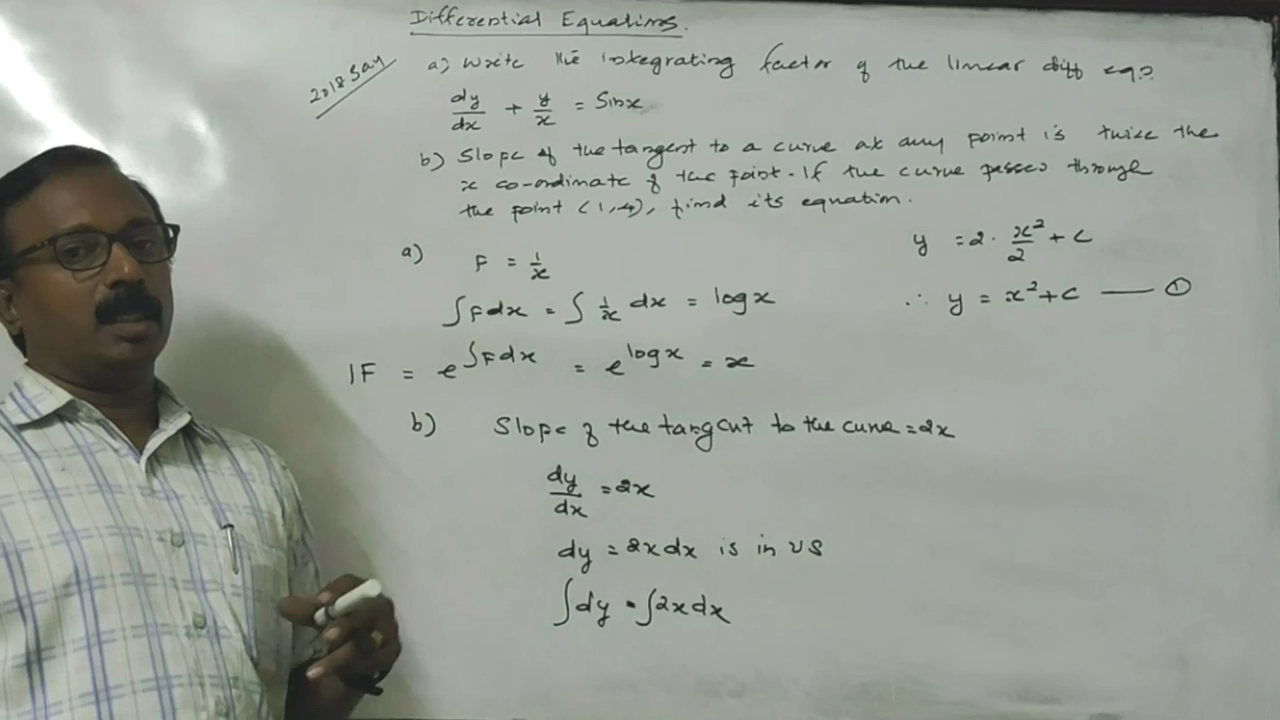 Differential Equations.
2018 Say
a) Write the integrating factor of the linear diff eqn?
dy/dx + y/x = Sinx
b) Slope of the tangent to a curve at any point is twice the
x co-ordinate of the point. If the curve passes through
the point (1,4), find its equation.
a) F = 1/x
∫Fdx = ∫ 1/x dx = logx
IF = e^∫Fdx = e^logx = x
b) Slope of the tangent to the curve = 2x
dy/dx = 2x
dy = 2x dx is in VS
∫dy = ∫2x dx
y = 2 · x²/2 + c
∴ y = x² + c —— ①